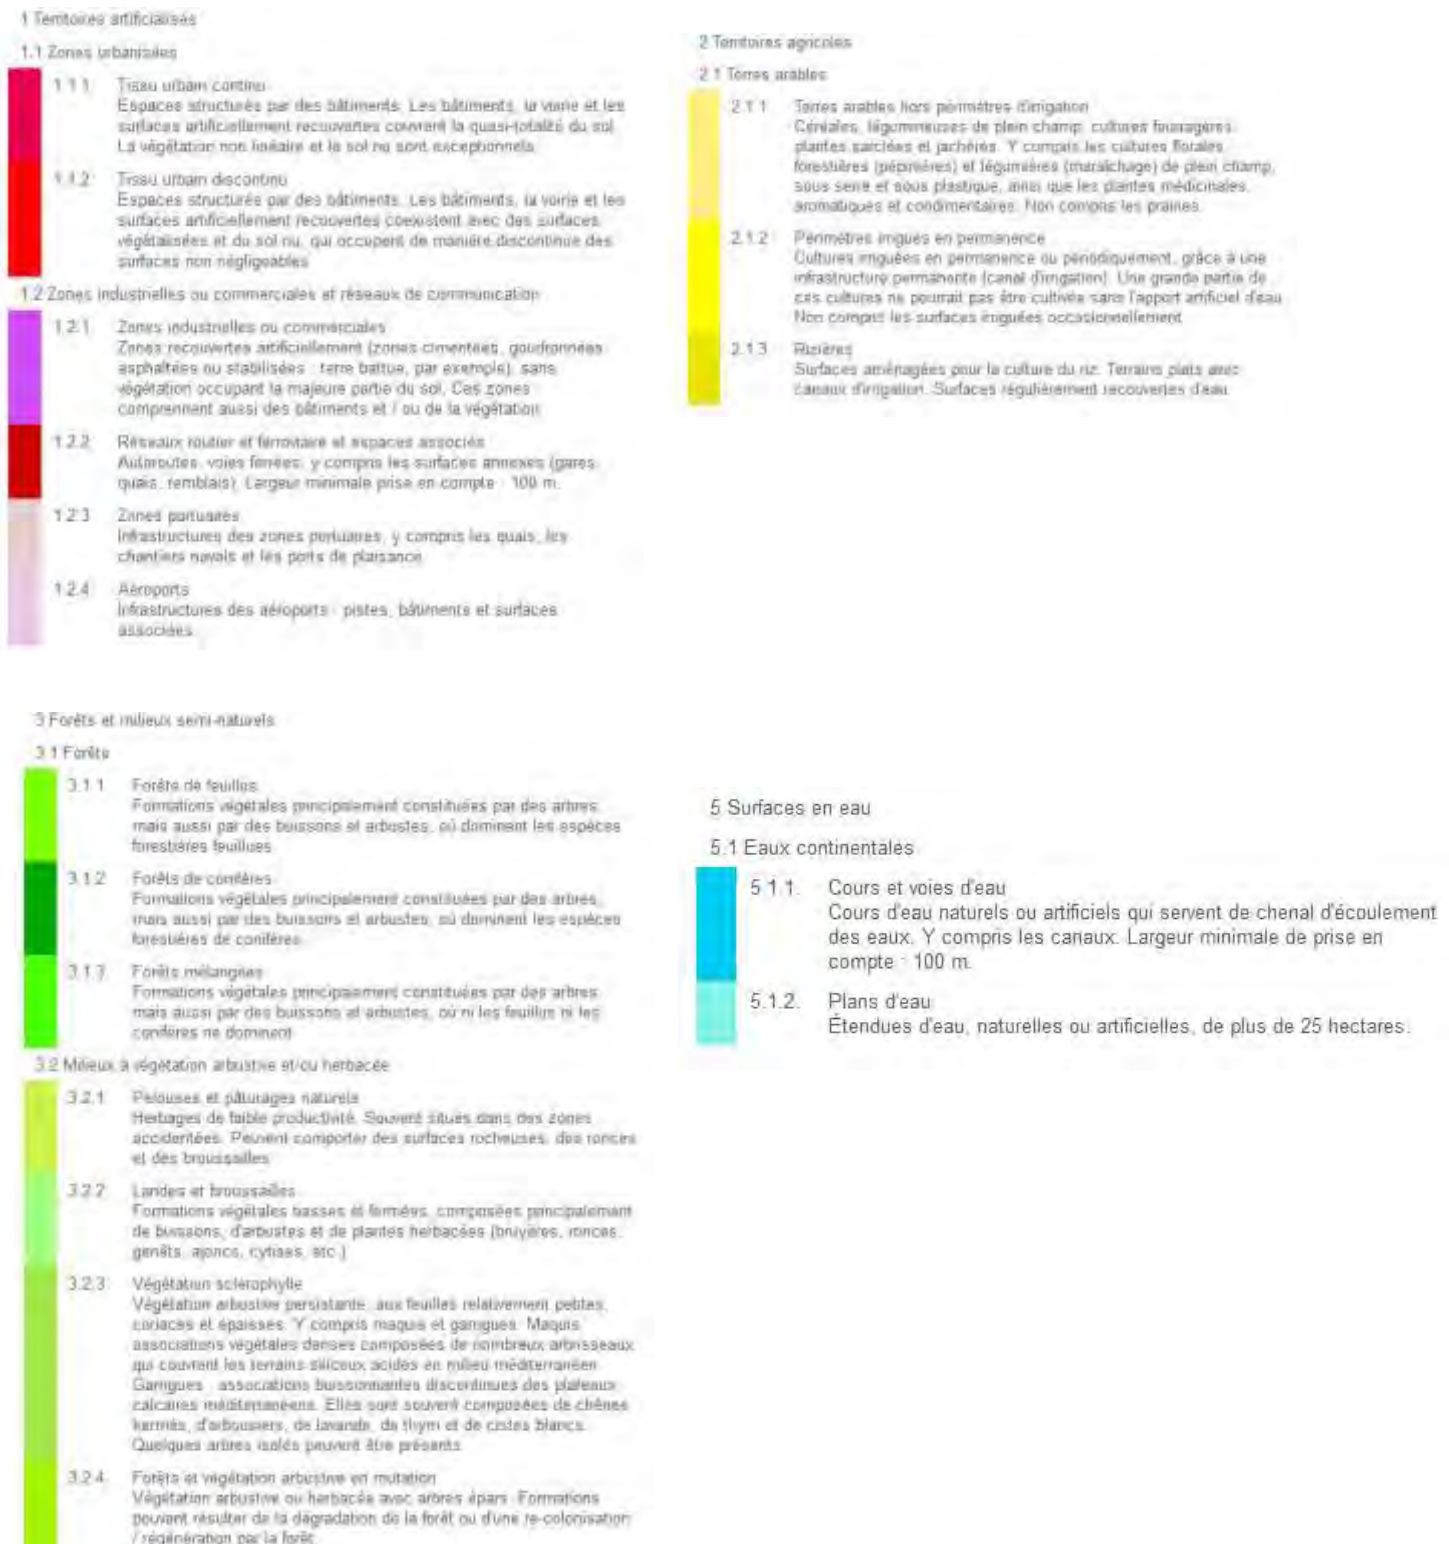 1 Territoires artificialisés
1.1 Zones urbanisées
1.1.1 Tissu urbain continu
Espaces structurés par des bâtiments. Les bâtiments, la voirie et les
surfaces artificiellement recouvertes couvrent la quasi-totalité du sol.
La végétation non linéaire et le sol nu sont exceptionnels.
1.1.2 Tissu urbain discontinu
Espaces structurés par des bâtiments. Les bâtiments, la voirie et les
surfaces artificiellement recouvertes coexistent avec des surfaces
végétalisées et du sol nu, qui occupent de manière discontinue des
surfaces non négligeables.
1.2 Zones industrielles ou commerciales et réseaux de communication
1.2.1 Zones industrielles ou commerciales
Zones recouvertes artificiellement (zones cimentées, goudronnées,
asphaltées ou stabilisées : terre battue, par exemple), sans
végétation occupant la majeure partie du sol. Ces zones
comprennent aussi des bâtiments et / ou de la végétation.
1.2.2 Réseaux routier et ferroviaire et espaces associés
Autoroutes, voies ferrées, y compris les surfaces annexes (gares,
quais, remblais). Largeur minimale prise en compte : 100 m.
1.2.3 Zones portuaires
Infrastructures des zones portuaires, y compris les quais, les
chantiers navals et les ports de plaisance.
1.2.4 Aéroports
Infrastructures des aéroports : pistes, bâtiments et surfaces
associées.
2 Territoires agricoles
2.1 Terres arables
2.1.1 Terres arables hors périmètres d'irrigation
Céréales, légumineuses de plein champ, cultures fourragères,
plantes sarclées et jachères. Y compris les cultures florales,
forestières (pépinières) et légumières (maraîchage) de plein champ,
sous serre et sous plastique, ainsi que les plantes médicinales,
aromatiques et condimentaires. Non compris les prairies.
2.1.2 Périmètres irrigués en permanence
Cultures irriguées en permanence ou périodiquement, grâce à une
infrastructure permanente (canal d'irrigation). Une grande partie de
ces cultures ne pourrait pas être cultivée sans l'apport artificiel d'eau.
Non compris les surfaces irriguées occasionnellement.
2.1.3 Rizières
Surfaces aménagées pour la culture du riz. Terrains plats avec
canaux d'irrigation. Surfaces régulièrement recouvertes d'eau.
3 Forêts et milieux semi-naturels
3.1 Forêts
3.1.1 Forêts de feuillus
Formations végétales principalement constituées par des arbres,
mais aussi par des buissons et arbustes, où dominent les espèces
forestières feuillues.
3.1.2 Forêts de conifères
Formations végétales principalement constituées par des arbres,
mais aussi par des buissons et arbustes, où dominent les espèces
forestières de conifères.
3.1.3 Forêts mélangées
Formations végétales principalement constituées par des arbres,
mais aussi par des buissons et arbustes, où ni les feuillus ni les
conifères ne dominent.
3.2 Milieux à végétation arbustive et/ou herbacée
3.2.1 Pelouses et pâturages naturels
Herbages de faible productivité. Souvent situés dans des zones
accidentées. Peuvent comporter des surfaces rocheuses, des ronces
et des broussailles.
3.2.2 Landes et broussailles
Formations végétales basses et fermées, composées principalement
de buissons, d'arbustes et de plantes herbacées (bruyères, ronces,
genêts, ajoncs, cytises, etc.)
3.2.3 Végétation sclérophylle
Végétation arbustive persistante, aux feuilles relativement petites,
coriaces et épaisses. Y compris maquis et garrigues. Maquis :
associations végétales denses composées de nombreux arbrisseaux
qui couvrent les terrains siliceux acides en milieu méditerranéen.
Garrigues : associations buissonnantes discontinues des plateaux
calcaires méditerranéens. Elles sont souvent composées de chênes
kermès, d'arbousiers, de lavande, de thym et de cistes blancs.
Quelques arbres isolés peuvent être présents.
3.2.4 Forêts et végétation arbustive en mutation
Végétation arbustive ou herbacée avec arbres épars. Formations
pouvant résulter de la dégradation de la forêt ou d'une re-colonisation
/ régénération par la forêt.
5 Surfaces en eau
5.1 Eaux continentales
5.1.1. Cours et voies d'eau
Cours d'eau naturels ou artificiels qui servent de chenal d'écoulement
des eaux. Y compris les canaux. Largeur minimale de prise en
compte : 100 m.
5.1.2. Plans d'eau
Étendues d'eau, naturelles ou artificielles, de plus de 25 hectares.